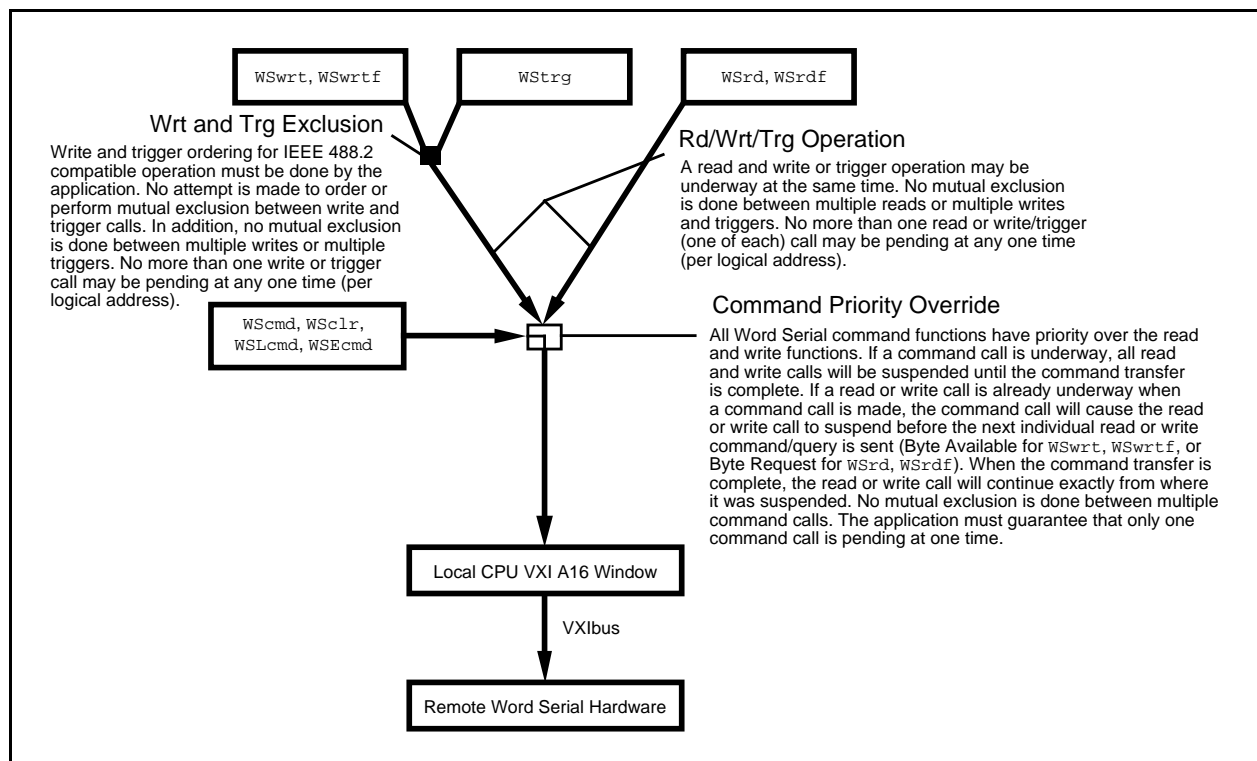 WSwrt, WSwrtf
WStrg
WSrd, WSrdf
Wrt and Trg Exclusion
Write and trigger ordering for IEEE 488.2
compatible operation must be done by the
application. No attempt is made to order or
perform mutual exclusion between write and
trigger calls. In addition, no mutual exclusion
is done between multiple writes or multiple
triggers. No more than one write or trigger
call may be pending at any one time (per
logical address).
Rd/Wrt/Trg Operation
A read and write or trigger operation may be
underway at the same time. No mutual exclusion
is done between multiple reads or multiple writes
and triggers. No more than one read or write/trigger
(one of each) call may be pending at any one time
(per logical address).
WScmd, WSclr,
WSLcmd, WSEcmd
Command Priority Override
All Word Serial command functions have priority over the read
and write functions. If a command call is underway, all read
and write calls will be suspended until the command transfer
is complete. If a read or write call is already underway when
a command call is made, the command call will cause the read
or write call to suspend before the next individual read or write
command/query is sent (Byte Available for WSwrt, WSwrtf, or
Byte Request for WSrd, WSrdf). When the command transfer is
complete, the read or write call will continue exactly from where
it was suspended. No mutual exclusion is done between multiple
command calls. The application must guarantee that only one
command call is pending at one time.
Local CPU VXI A16 Window
VXIbus
Remote Word Serial Hardware